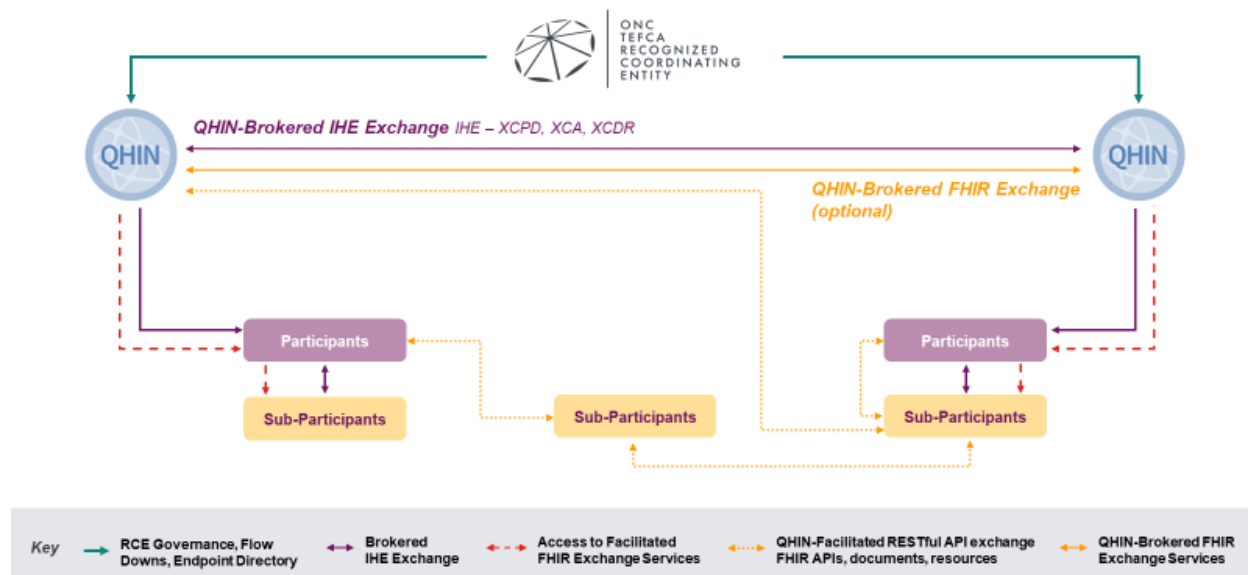 ONC
TEFCA
RECOGNIZED
COORDINATING
ENTITY
QHIN-Brokered IHE Exchange IHE – XCPD, XCA, XCDR
QHIN
QHIN
QHIN-Brokered FHIR Exchange
(optional)
Participants
Participants
Sub-Participants
Sub-Participants
Sub-Participants
Key
RCE Governance, Flow
Downs, Endpoint Directory
Brokered
IHE Exchange
Access to Facilitated
FHIR Exchange Services
QHIN-Facilitated RESTful API exchange
FHIR APIs, documents, resources
QHIN-Brokered FHIR
Exchange Services